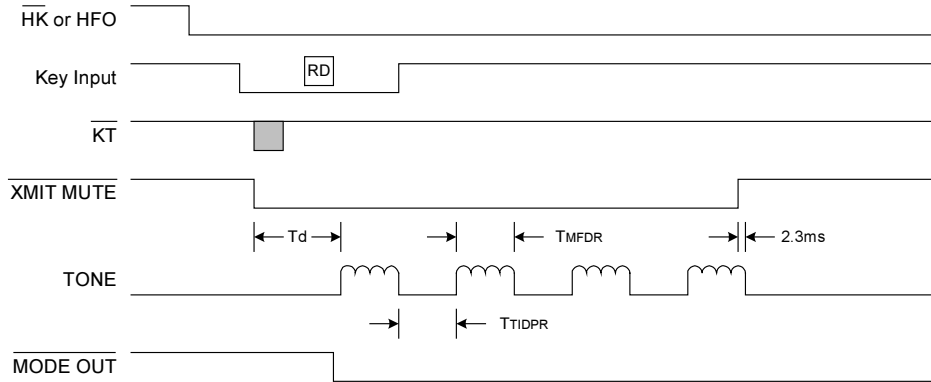 HK or HFO
Key Input
RD
KT
XMIT MUTE
Td
TMFDR
2.3ms
TONE
TTIDPR
MODE OUT